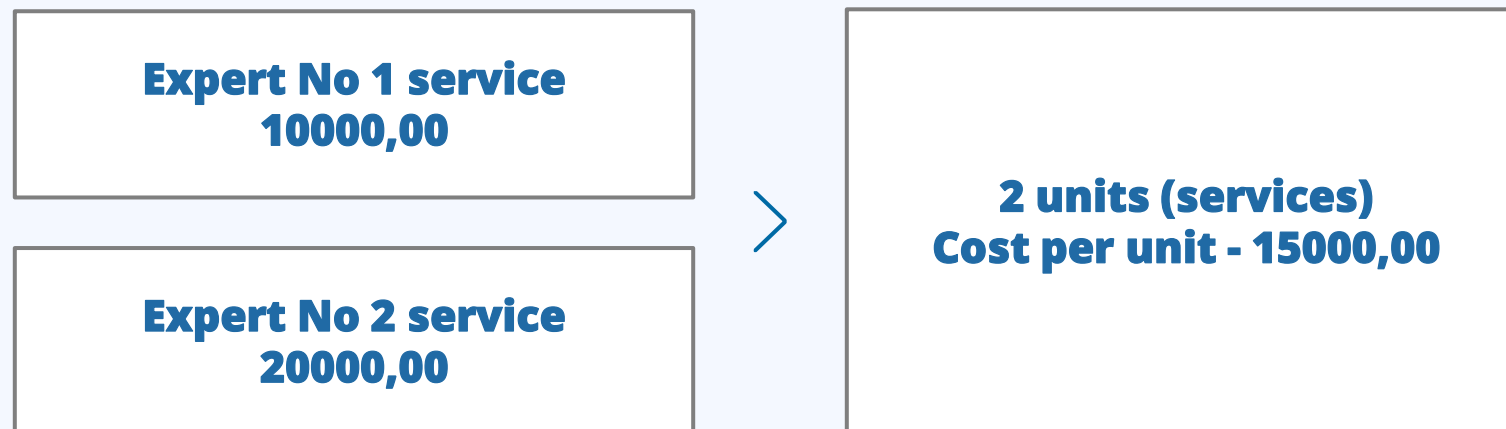 Expert No 1 service
10000,00
Expert No 2 service
20000,00
2 units (services)
Cost per unit - 15000,00